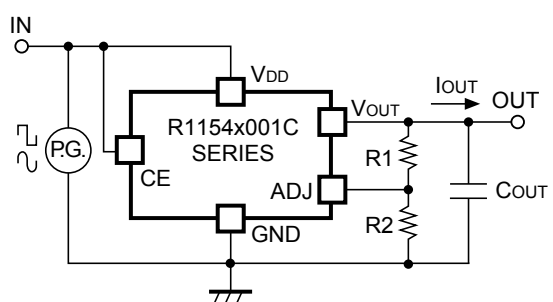 IN
VDD
IOUT
OUT
R1154x001C
SERIES
VOUT
P.G.
CE
R1
ADJ
COUT
R2
GND